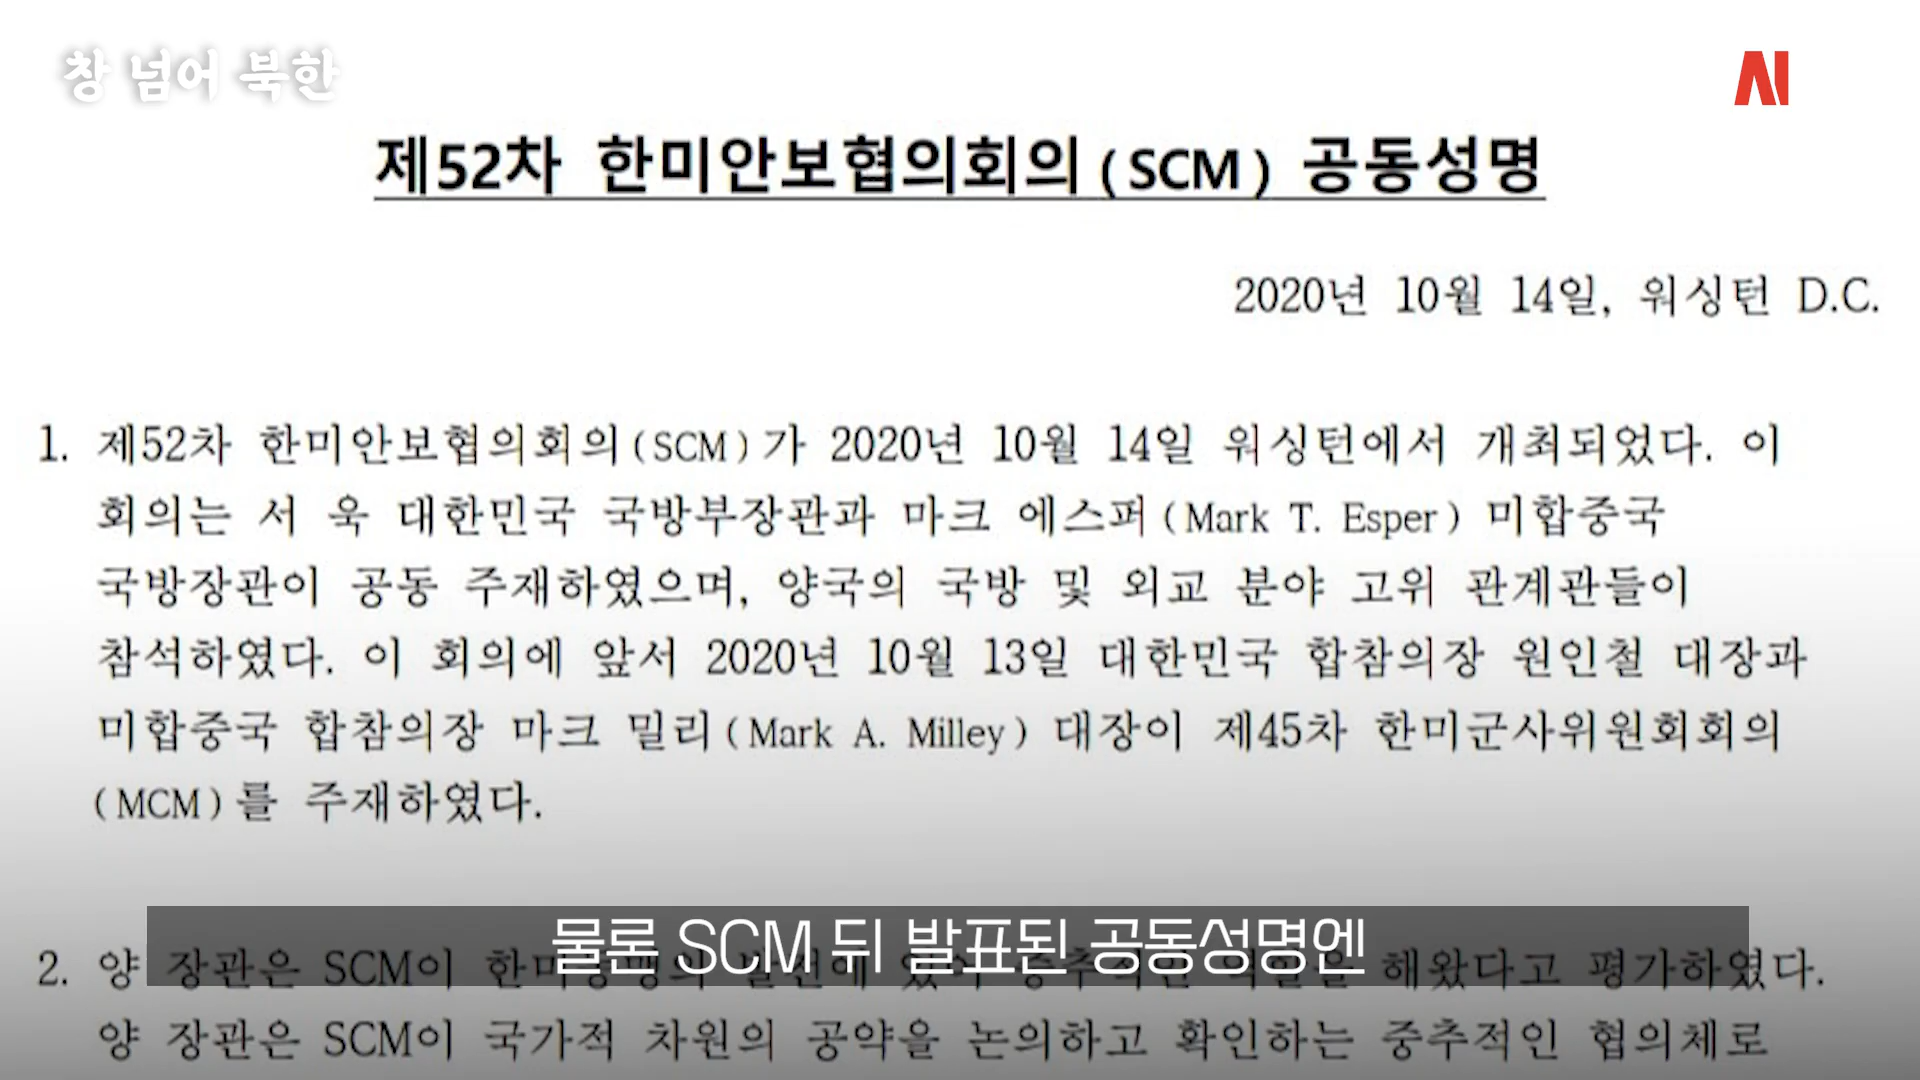 창 넘어 북한
AI
제52차 한미안보협의회의(SCM) 공동성명
2020년 10월 14일, 워싱턴 D.C.
1. 제52차 한미안보협의회의(SCM)가 2020년 10월 14일 워싱턴에서 개최되었다. 이
회의는 서 욱 대한민국 국방부장관과 마크 에스퍼(Mark T. Esper) 미합중국
국방장관이 공동 주재하였으며, 양국의 국방 및 외교 분야 고위 관계관들이
참석하였다. 이 회의에 앞서 2020년 10월 13일 대한민국 합참의장 원인철 대장과
미합중국 합참의장 마크 밀리(Mark A. Milley) 대장이 제45차 한미군사위원회회의
(MCM)를 주재하였다.
2. 양 장관은 SCM이 해왔다고 평가하였다.
물론 SCM 뒤 발표된 공동성명엔
양 장관은 SCM이 국가적 차원의 공약을 논의하고 확인하는 중추적인 협의체로